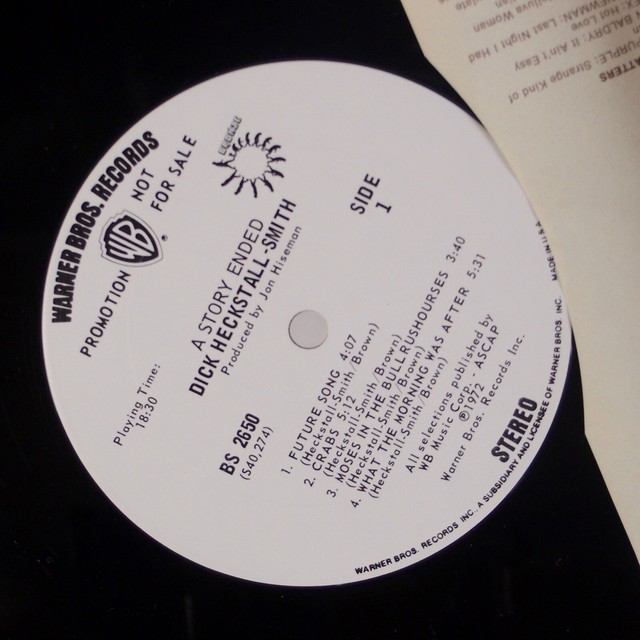 WARNER BROS. RECORDS
PROMOTION
WB
®
NOT
FOR SALE
A STORY ENDED
DICK HECKSTALL-SMITH
Produced by Jon Hiseman
SIDE
1
Playing Time:
18:30
BS 2650
(S40,274)
1. FUTURE SONG 4:07
(Heckstall-Smith/Brown)
2. CRABS 5:12
(Heckstall-Smith/Brown)
3. MOSES IN THE BULLRUSHOURSES 3:40
(Heckstall-Smith/Brown)
4. WHAT THE MORNING WAS AFTER 5:31
(Heckstall-Smith/Brown)
All selections published by
WB Music Corp. - ASCAP
©1972
Warner Bros. Records Inc.
STEREO
WARNER BROS. RECORDS INC., A SUBSIDIARY AND LICENSEE OF WARNER BROS. INC.
MADE IN U.S.
ATTERS
PURPLE: Strange Kind of
BALDRY: It Ain't Easy
NEWMAN: Last Night I Had
Not Love
Woman